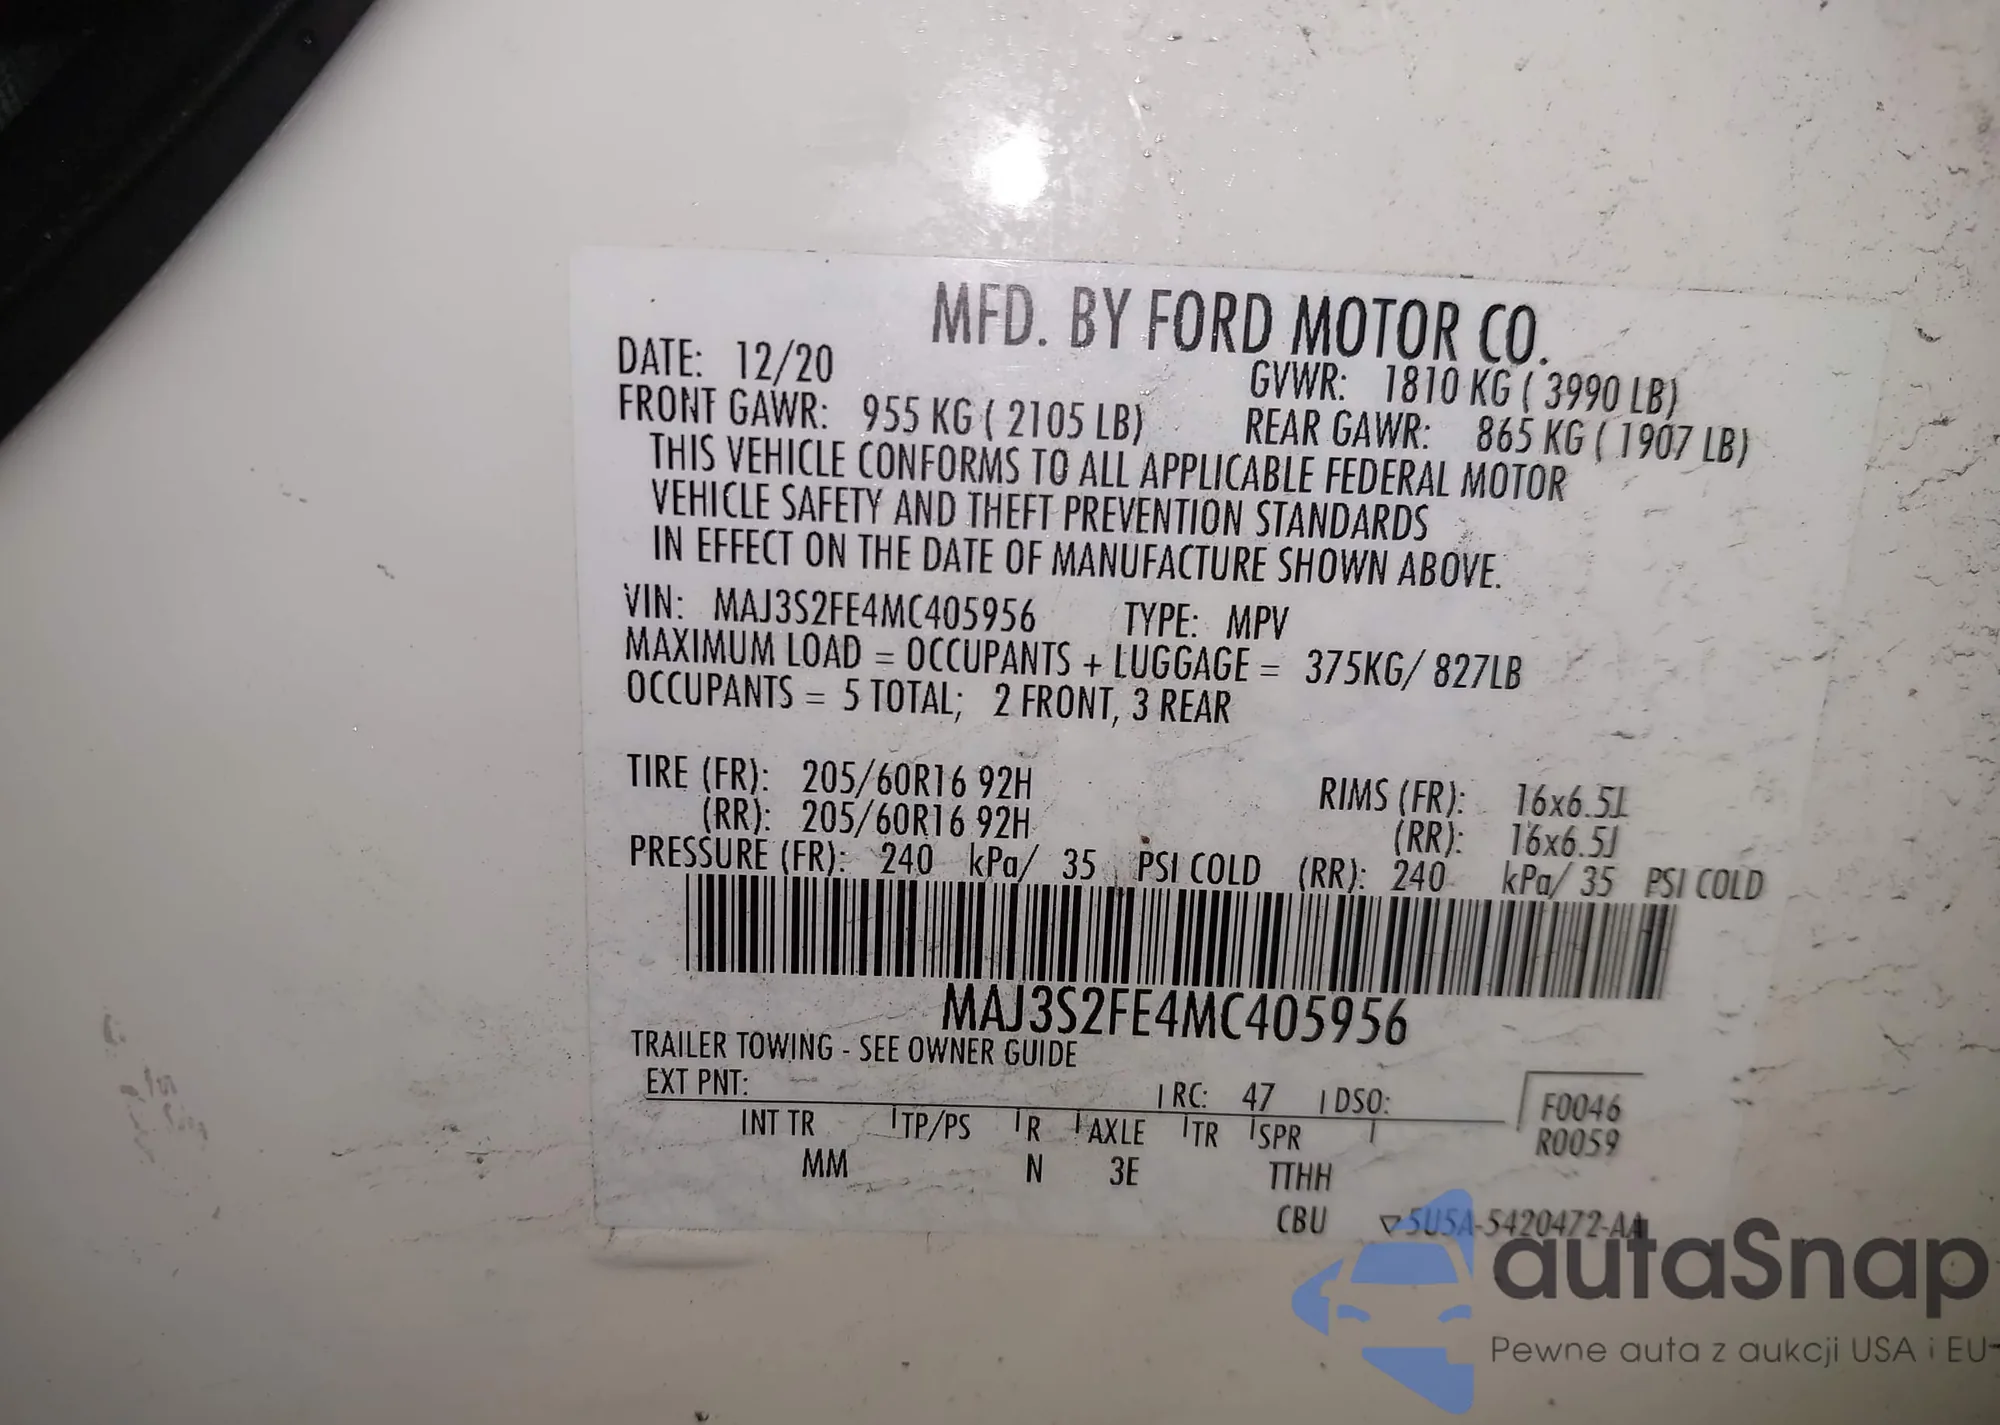 MFD. BY FORD MOTOR CO.
DATE: 12/20 GVWR: 1810 KG ( 3990 LB)
FRONT GAWR: 955 KG ( 2105 LB) REAR GAWR: 865 KG ( 1907 LB)
THIS VEHICLE CONFORMS TO ALL APPLICABLE FEDERAL MOTOR
VEHICLE SAFETY AND THEFT PREVENTION STANDARDS
IN EFFECT ON THE DATE OF MANUFACTURE SHOWN ABOVE.
VIN: MAJ3S2FE4MC405956 TYPE: MPV
MAXIMUM LOAD = OCCUPANTS + LUGGAGE = 375KG/ 827LB
OCCUPANTS = 5 TOTAL; 2 FRONT, 3 REAR
TIRE (FR): 205/60R16 92H RIMS (FR): 16x6.5J
(RR): 205/60R16 92H (RR): 16x6.5J
PRESSURE (FR): 240 kPa/ 35 PSI COLD (RR): 240 kPa/ 35 PSI COLD
MAJ3S2FE4MC405956
TRAILER TOWING - SEE OWNER GUIDE
EXT PNT: RC: 47 DSO: F0046
INT TR TP/PS R AXLE TR SPR R0059
MM N 3E TTHH
CBU ▽5U5A-5420472-AA
autaSnap
Pewne auta z aukcji USA i EU